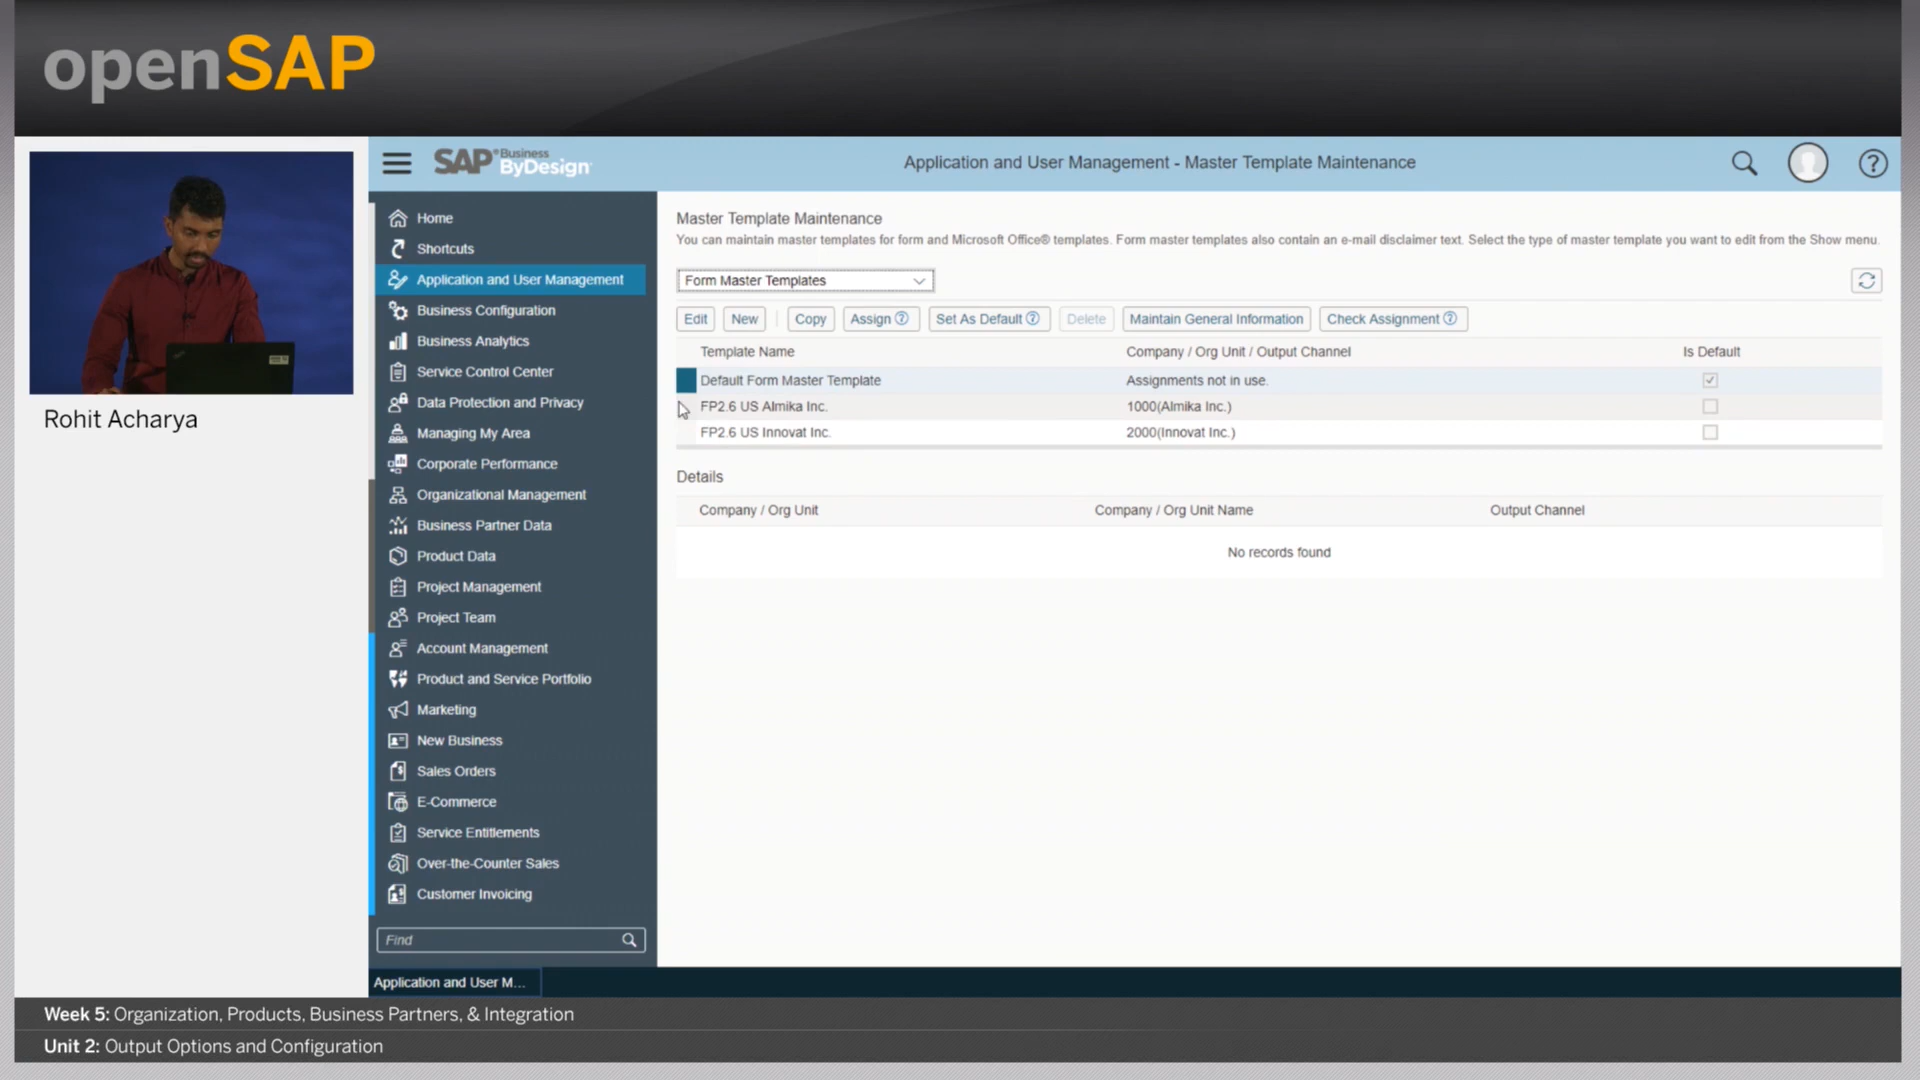 openSAP
SAP Business ByDesign
Application and User Management - Master Template Maintenance
Rohit Acharya
Home
Shortcuts
Application and User Management
Business Configuration
Business Analytics
Service Control Center
Data Protection and Privacy
Managing My Area
Corporate Performance
Organizational Management
Business Partner Data
Product Data
Project Management
Project Team
Account Management
Product and Service Portfolio
Marketing
New Business
Sales Orders
E-Commerce
Service Entitlements
Over-the-Counter Sales
Customer Invoicing
Find
Application and User M...
Master Template Maintenance
You can maintain master templates for form and Microsoft Office® templates. Form master templates also contain an e-mail disclaimer text. Select the type of master template you want to edit from the Show menu.
Form Master Templates
Edit New Copy Assign Set As Default Delete Maintain General Information Check Assignment
Template Name Company / Org Unit / Output Channel Is Default
Default Form Master Template Assignments not in use.
FP2.6 US Almika Inc. 1000(Almika Inc.)
FP2.6 US Innovat Inc. 2000(Innovat Inc.)
Details
Company / Org Unit Company / Org Unit Name Output Channel
No records found
Week 5: Organization, Products, Business Partners, & Integration
Unit 2: Output Options and Configuration